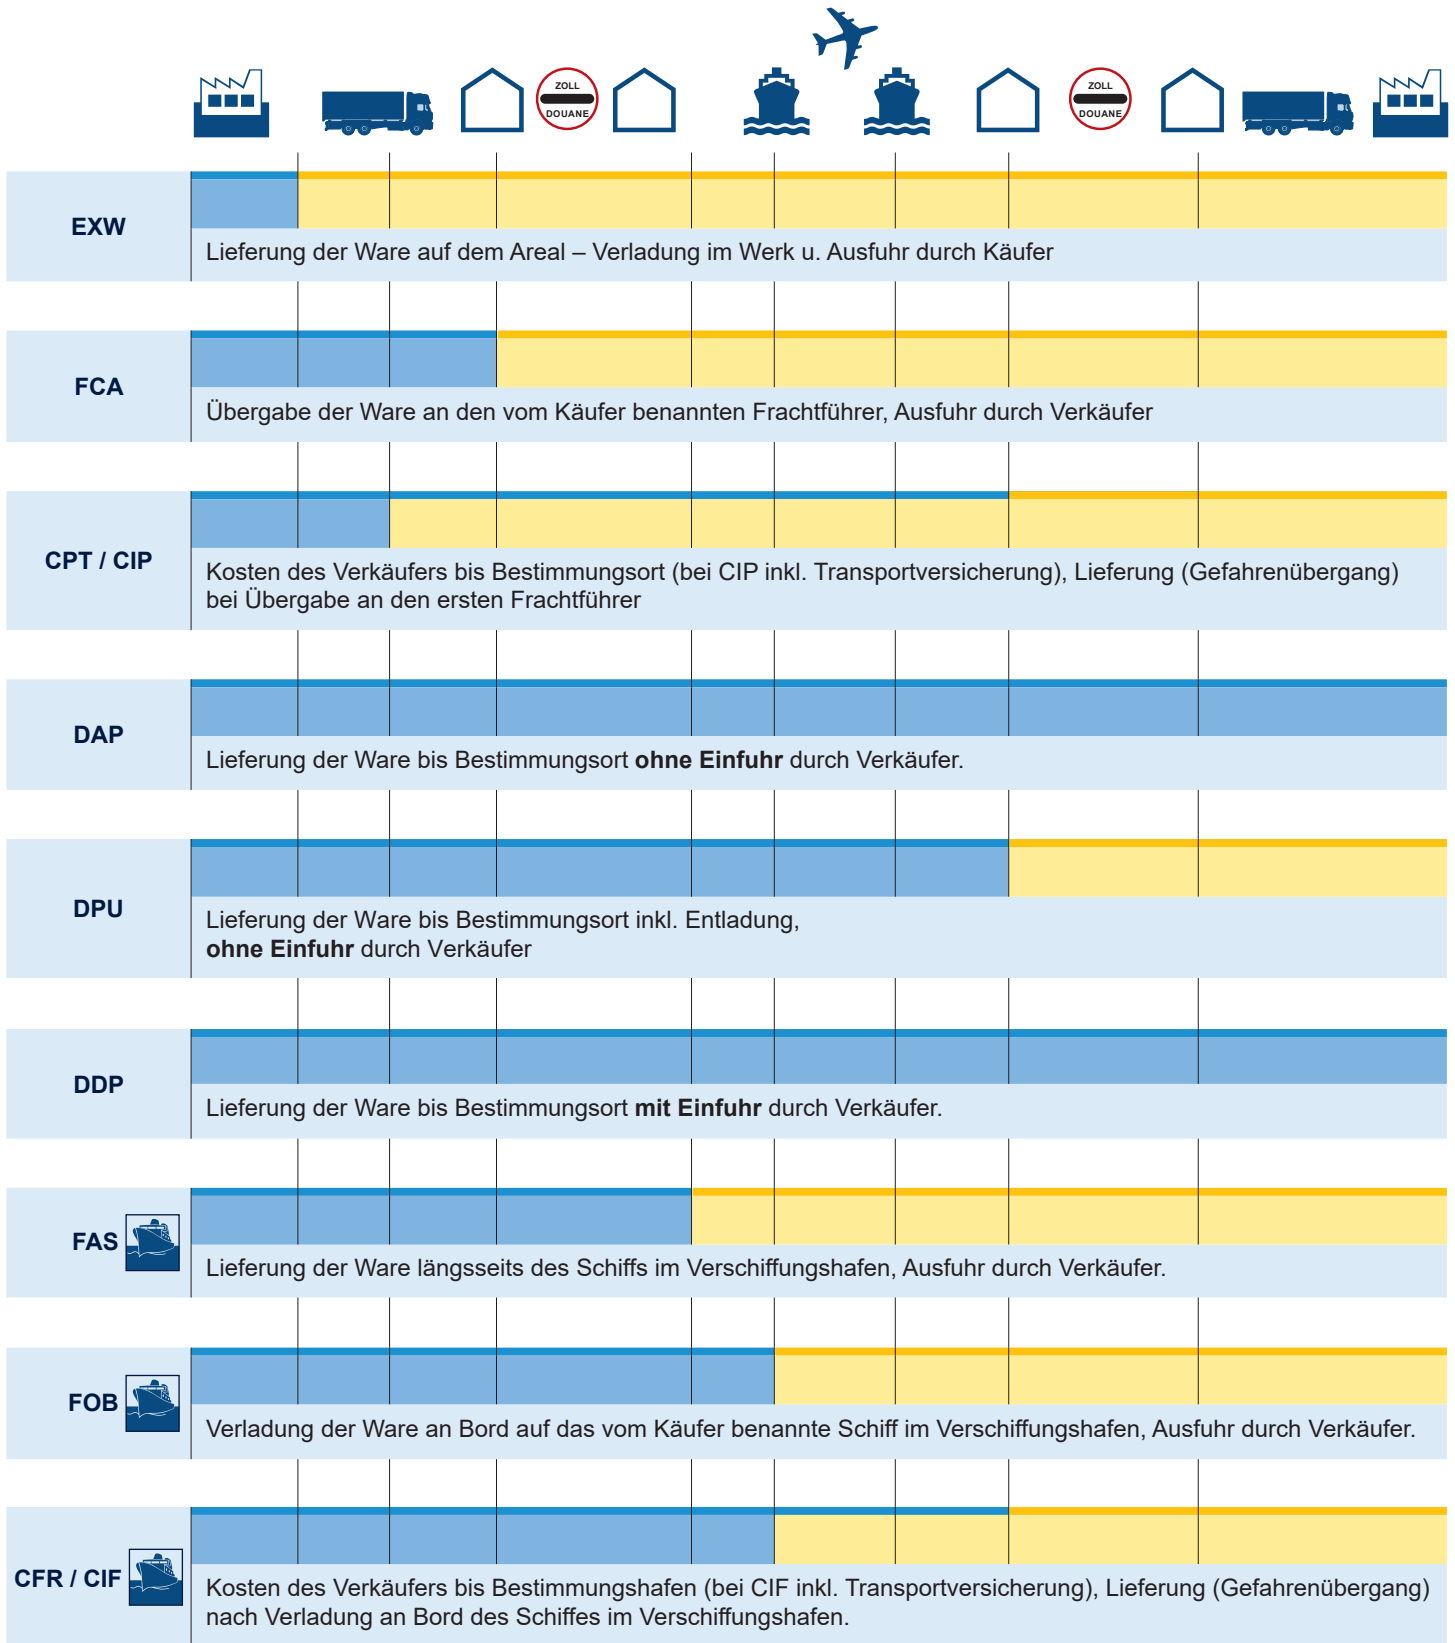 ZOLL
DOUANE
ZOLL
DOUANE
EXW
Lieferung der Ware auf dem Areal – Verladung im Werk u. Ausfuhr durch Käufer
FCA
Übergabe der Ware an den vom Käufer benannten Frachtführer, Ausfuhr durch Verkäufer
CPT / CIP
Kosten des Verkäufers bis Bestimmungsort (bei CIP inkl. Transportversicherung), Lieferung (Gefahrenübergang)
bei Übergabe an den ersten Frachtführer
DAP
Lieferung der Ware bis Bestimmungsort ohne Einfuhr durch Verkäufer.
DPU
Lieferung der Ware bis Bestimmungsort inkl. Entladung,
ohne Einfuhr durch Verkäufer
DDP
Lieferung der Ware bis Bestimmungsort mit Einfuhr durch Verkäufer.
FAS
Lieferung der Ware längsseits des Schiffs im Verschiffungshafen, Ausfuhr durch Verkäufer.
FOB
Verladung der Ware an Bord auf das vom Käufer benannte Schiff im Verschiffungshafen, Ausfuhr durch Verkäufer.
CFR / CIF
Kosten des Verkäufers bis Bestimmungshafen (bei CIF inkl. Transportversicherung), Lieferung (Gefahrenübergang)
nach Verladung an Bord des Schiffes im Verschiffungshafen.